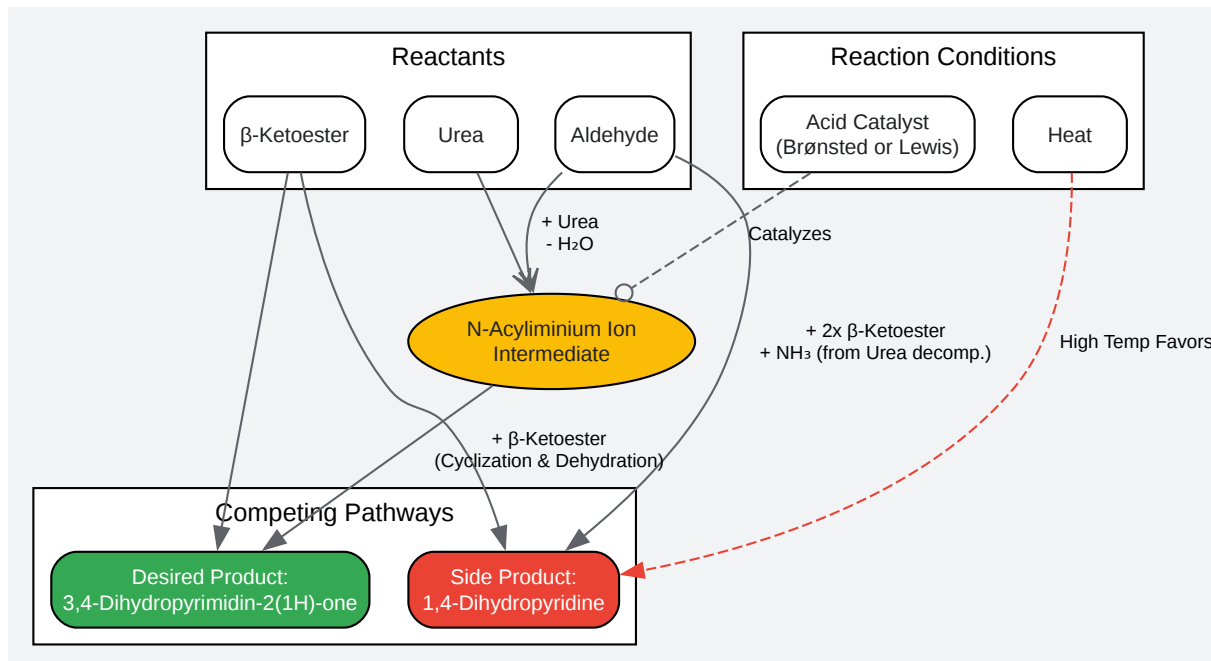 Reactants
Reaction Conditions
β-Ketoester
Urea
Aldehyde
Acid Catalyst
(Brønsted or Lewis)
Heat
+ Urea
- H₂O
Catalyzes
N-Acyliminium Ion
Intermediate
+ 2x β-Ketoester
+ NH₃ (from Urea decomp.)
High Temp Favors
+ β-Ketoester
(Cyclization & Dehydration)
Competing Pathways
Desired Product:
3,4-Dihydropyrimidin-2(1H)-one
Side Product:
1,4-Dihydropyridine